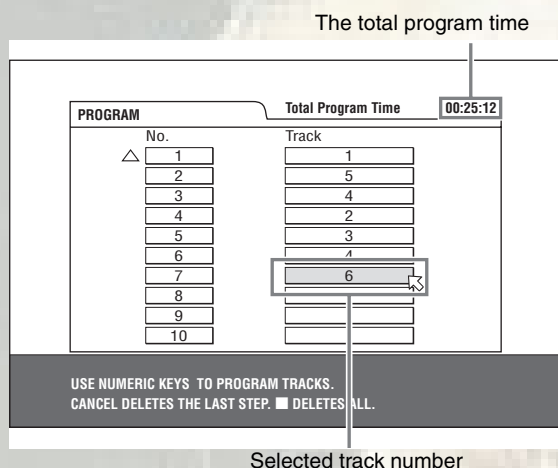 The total program time
PROGRAM Total Program Time 00:25:12
No. Track
1 1
2 5
3 4
4 2
5 3
6 4
7 6
8
9
10
USE NUMERIC KEYS TO PROGRAM TRACKS.
CANCEL DELETES THE LAST STEP. ■ DELETES ALL.
Selected track number